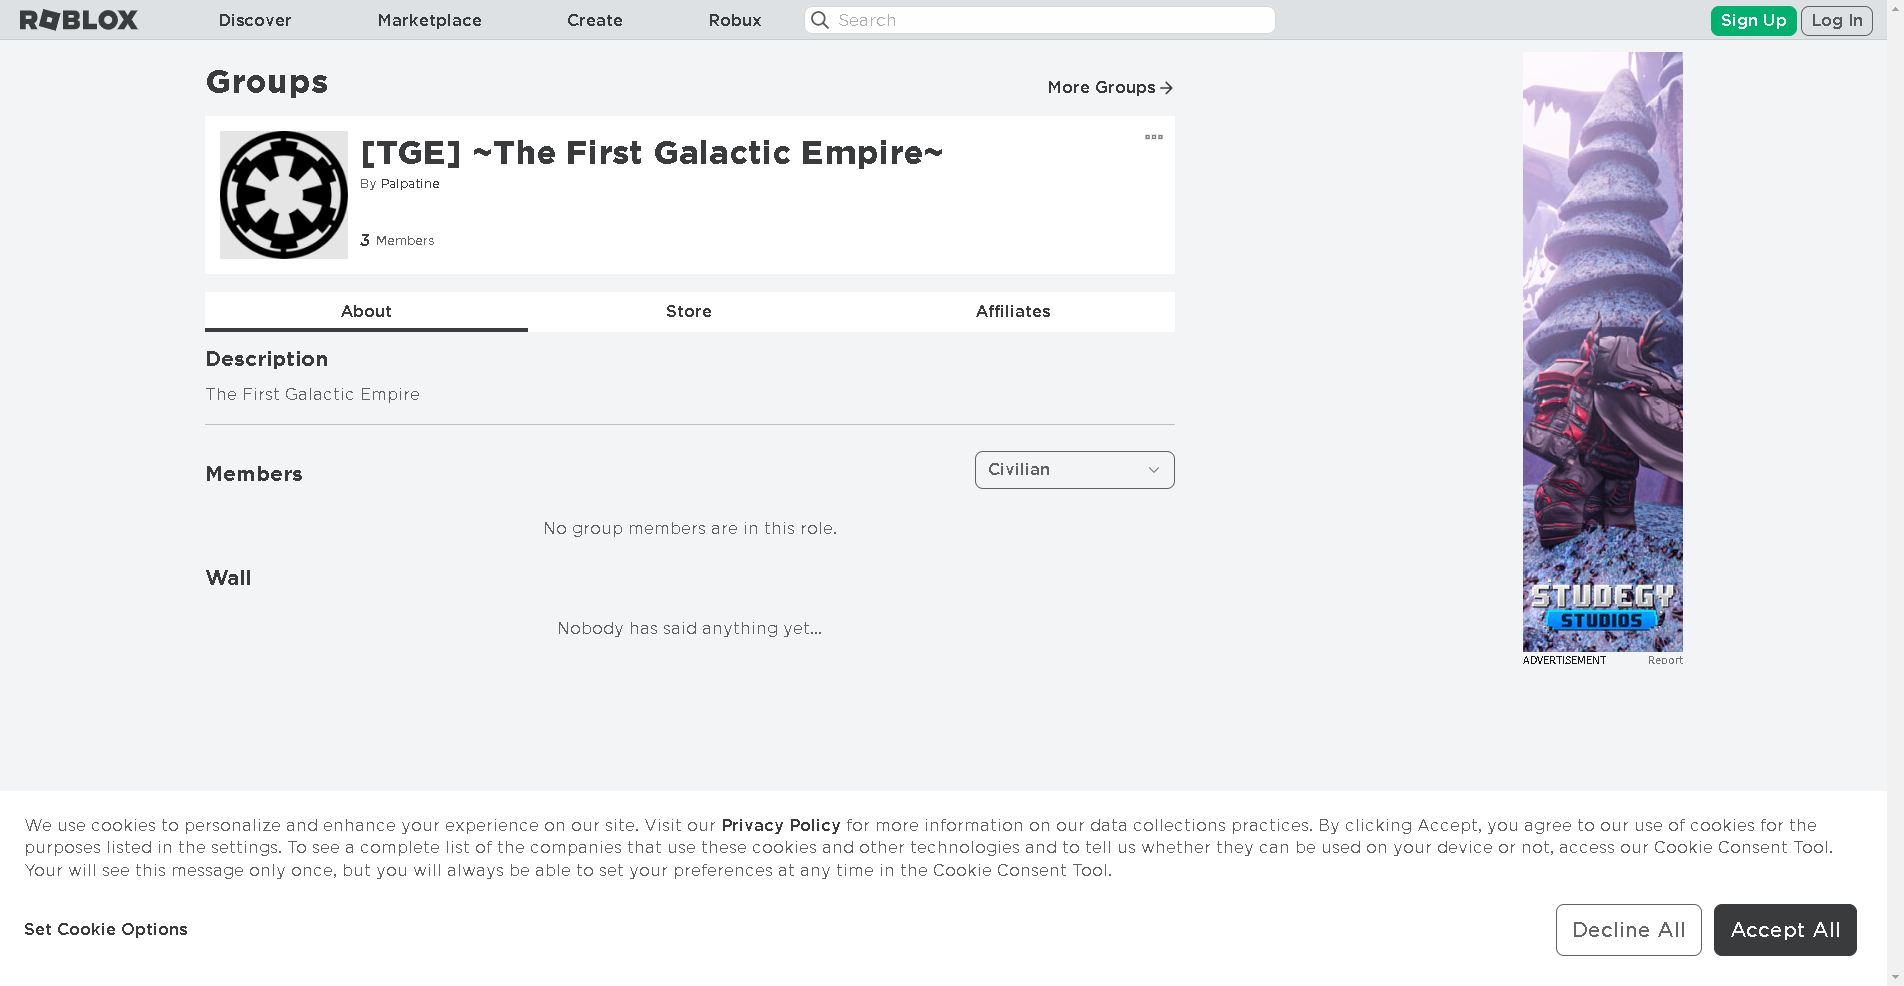 ROBLOX
Discover
Marketplace
Create
Robux
Search
Sign Up
Log In
Groups
More Groups
[TGE] ~The First Galactic Empire~
By Palpatine
3 Members
About
Store
Affiliates
Description
The First Galactic Empire
Members
Civilian
No group members are in this role.
Wall
Nobody has said anything yet...
STUDEGY
STUDIOS
ADVERTISEMENT
Report
We use cookies to personalize and enhance your experience on our site. Visit our Privacy Policy for more information on our data collections practices. By clicking Accept, you agree to our use of cookies for the
purposes listed in the settings. To see a complete list of the companies that use these cookies and other technologies and to tell us whether they can be used on your device or not, access our Cookie Consent Tool.
Your will see this message only once, but you will always be able to set your preferences at any time in the Cookie Consent Tool.
Set Cookie Options
Decline All
Accept All